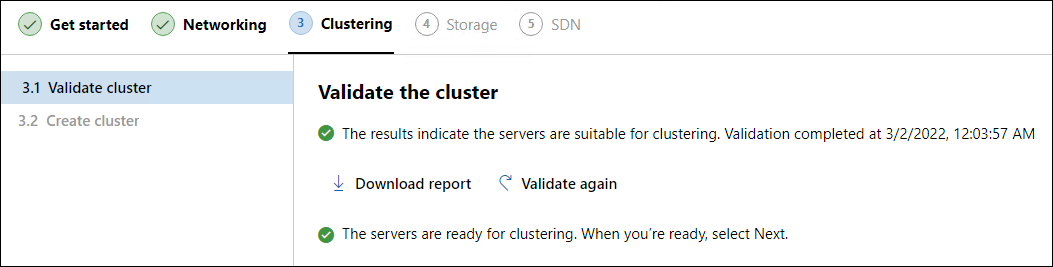 Get started Networking 3 Clustering 4 Storage 5 SDN
3.1 Validate cluster
3.2 Create cluster
Validate the cluster
The results indicate the servers are suitable for clustering. Validation completed at 3/2/2022, 12:03:57 AM
Download report Validate again
The servers are ready for clustering. When you’re ready, select Next.